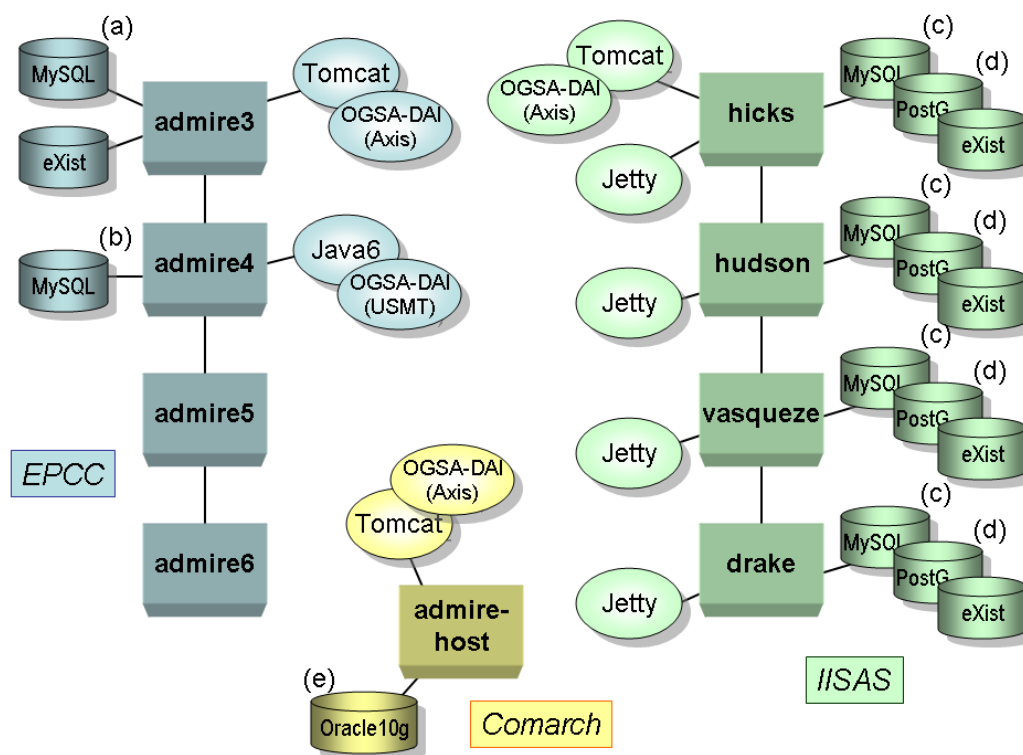 (a)
MySQL
Tomcat
admire3
OGSA-DAI
(Axis)
eXist
(b)
MySQL
admire4
Java6
OGSA-DAI
(USMT)
admire5
EPCC
admire6
OGSA-DAI
(Axis)
Tomcat
admire-
host
(e)
Oracle10g
Comarch
Tomcat
OGSA-DAI
(Axis)
hicks
Jetty
(c)
MySQL
(d)
PostG
eXist
hudson
Jetty
(c)
MySQL
(d)
PostG
eXist
vasqueze
Jetty
(c)
MySQL
(d)
PostG
eXist
drake
Jetty
(c)
MySQL
(d)
PostG
eXist
IISAS